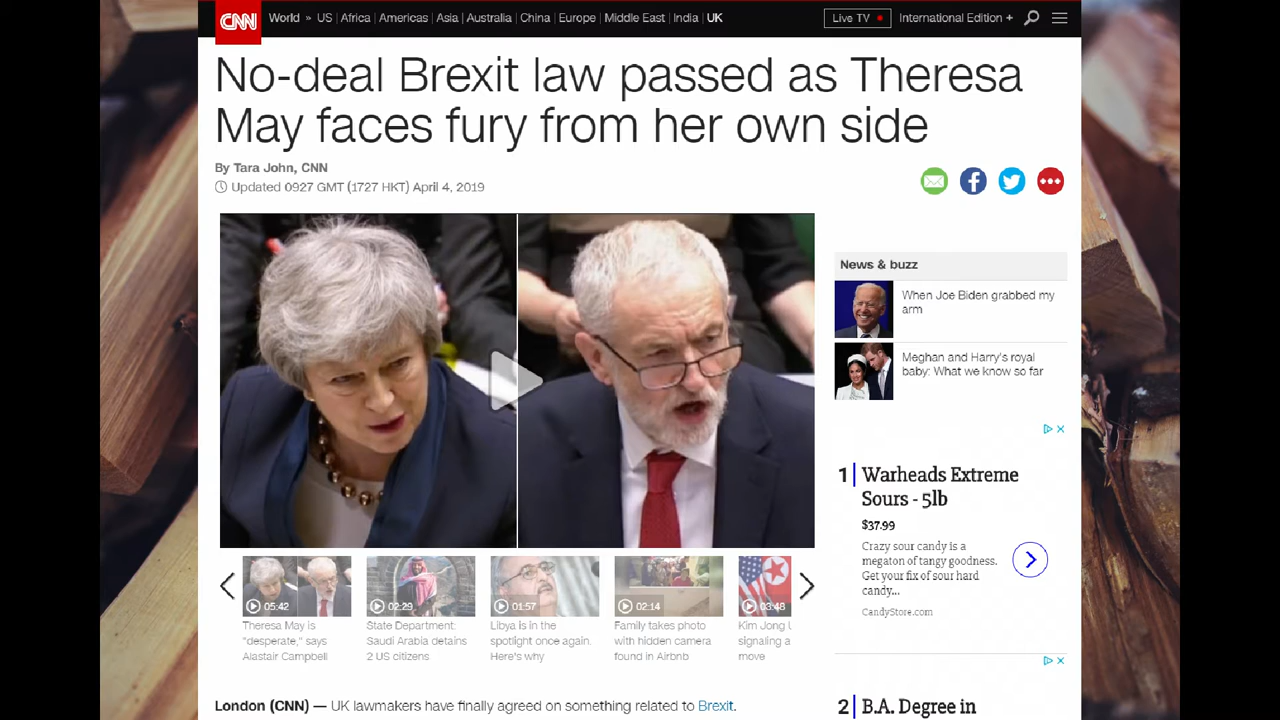 CNN World » US Africa Americas Asia Australia China Europe Middle East India UK Live TV International Edition +
No-deal Brexit law passed as Theresa
May faces fury from her own side
By Tara John, CNN
Updated 0927 GMT (1727 HKT) April 4, 2019
News & buzz
When Joe Biden grabbed my
arm
Meghan and Harry's royal
baby: What we know so far
1 Warheads Extreme
Sours - 5lb
$37.99
Crazy sour candy is a
megaton of tangy goodness.
Get your fix of sour hard
candy...
CandyStore.com
05:42
Theresa May is
"desperate," says
Alastair Campbell
02:29
State Department:
Saudi Arabia detains
2 US citizens
01:57
Libya is in the
spotlight once again.
Here's why
02:14
Family takes photo
with hidden camera
found in Airbnb
03:48
Kim Jong U
signaling a
move
London (CNN) — UK lawmakers have finally agreed on something related to Brexit.
2 B.A. Degree in